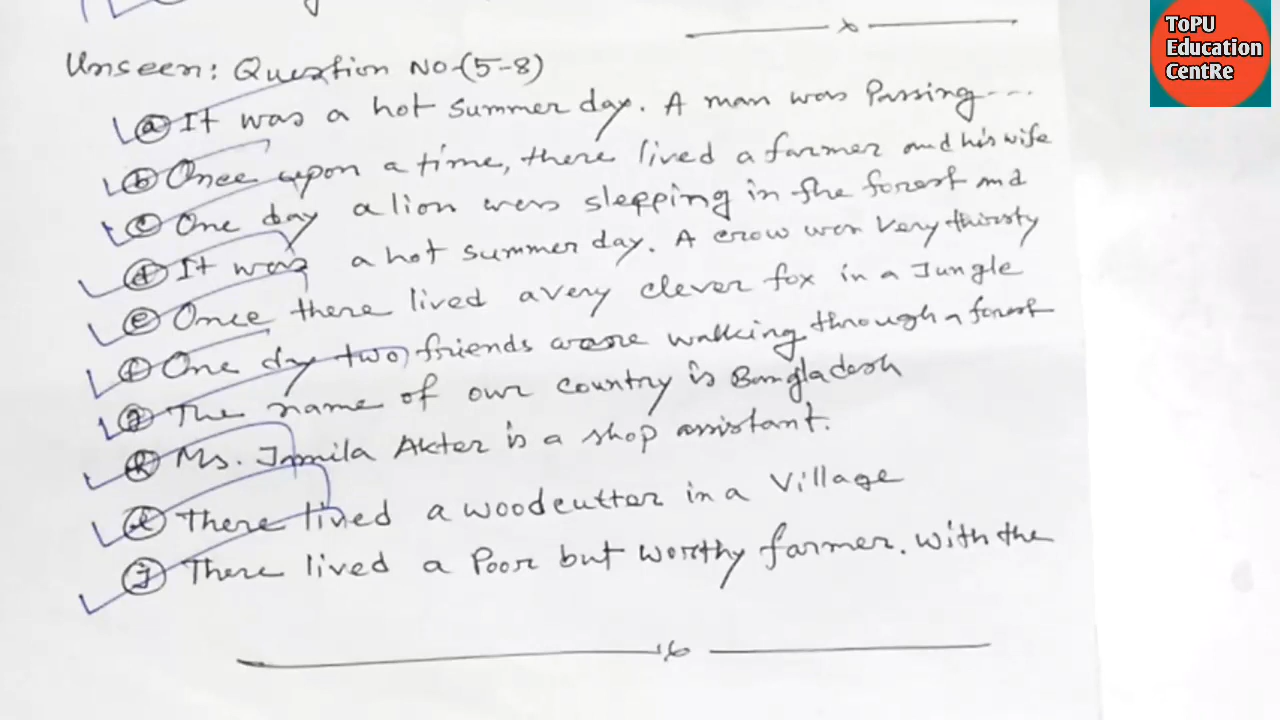 ToPU
Education
CentRe
Unseen: Question No-(5-8)
(a) It was a hot summer day. A man was Passing....
(b) Once upon a time, there lived a farmer and his wife
(c) One day a lion was slepping in the forest and
(d) It was a hot summer day. A crow was Very thirsty
(e) Once there lived a very clever fox in a Jungle
(f) One day two friends were walking through a forest
(g) The name of our country is Bangladesh
(h) Ms. Jamila Akter is a shop assistant.
(i) There lived a woodcutter in a Village
(j) There lived a Poor but worthy farmer. with the